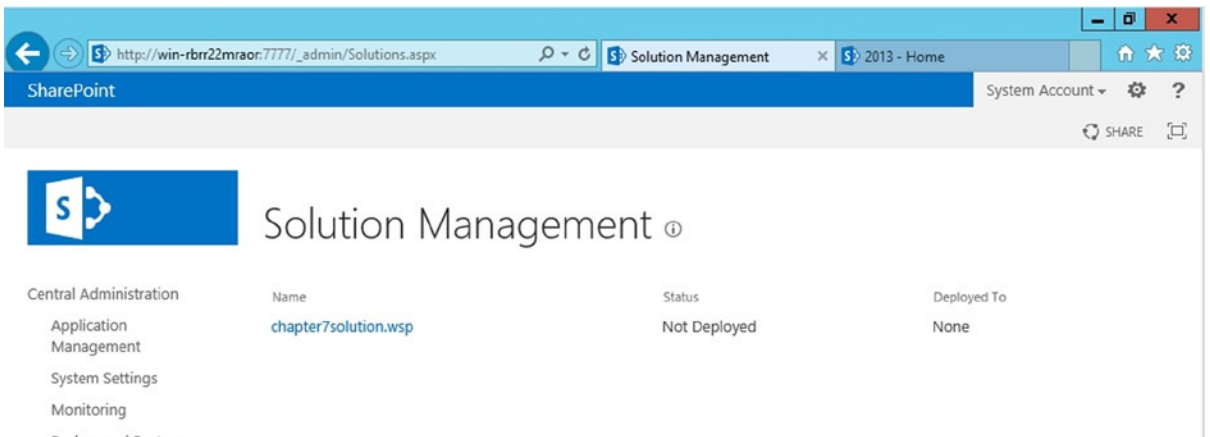 http://win-rbrr22mraor:7777/_admin/Solutions.aspx
Solution Management
2013 - Home
SharePoint
System Account
?
SHARE
S
Solution Management
Central Administration
Name
Status
Deployed To
Application
Management
chapter7solution.wsp
Not Deployed
None
System Settings
Monitoring